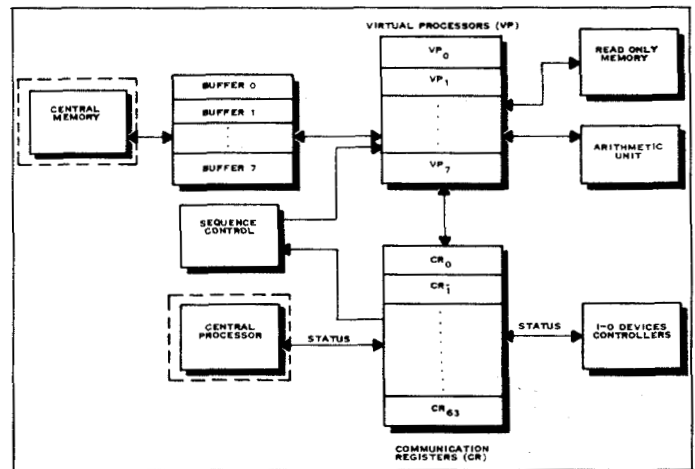 VIRTUAL PROCESSORS (VP)
VP0
VP1
VP7
READ ONLY
MEMORY
ARITHMETIC
UNIT
CENTRAL
MEMORY
BUFFER 0
BUFFER 1
BUFFER 7
SEQUENCE
CONTROL
CENTRAL
PROCESSOR
STATUS
CR0
CR1
CR63
STATUS
I-O DEVICES
CONTROLLERS
COMMUNICATION
REGISTERS (CR)